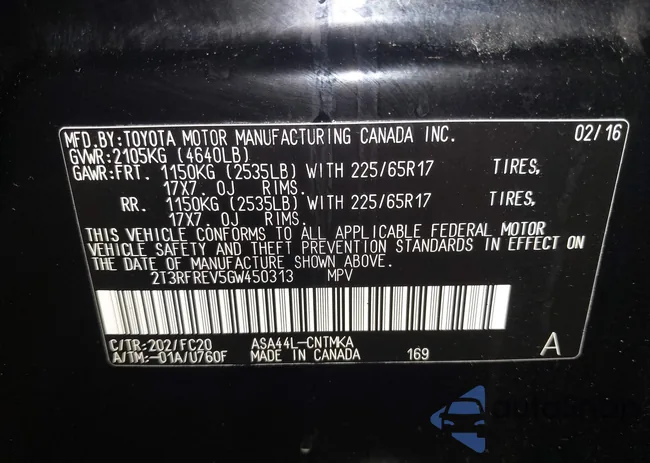 MFD.BY:TOYOTA MOTOR MANUFACTURING CANADA INC. 02/16
GVWR:2105KG (4640LB)
GAWR:FRT. 1150KG (2535LB) WITH 225/65R17 TIRES,
17X7. 0J RIMS.
RR. 1150KG (2535LB) WITH 225/65R17 TIRES,
17X7. 0J RIMS.
THIS VEHICLE CONFORMS TO ALL APPLICABLE FEDERAL MOTOR
VEHICLE SAFETY AND THEFT PREVENTION STANDARDS IN EFFECT ON
THE DATE OF MANUFACTURE SHOWN ABOVE.
2T3RFREV5GW450313 MPV
C/TR:202/FC20 ASA44L-CNTMKA
A/TM:-01A/U760F MADE IN CANADA 169 A